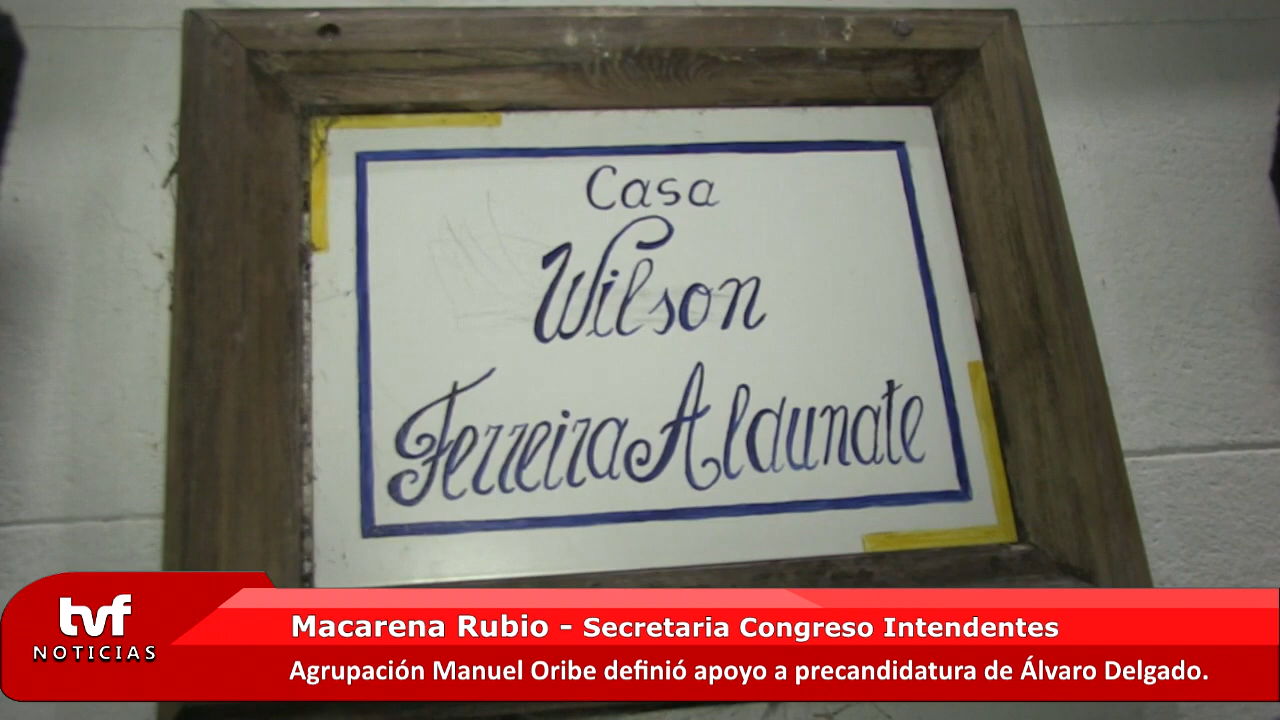 Casa
Wilson
Ferreira Aldunate
tvf
NOTICIAS
Macarena Rubio - Secretaria Congreso Intendentes
Agrupación Manuel Oribe definió apoyo a precandidatura de Álvaro Delgado.